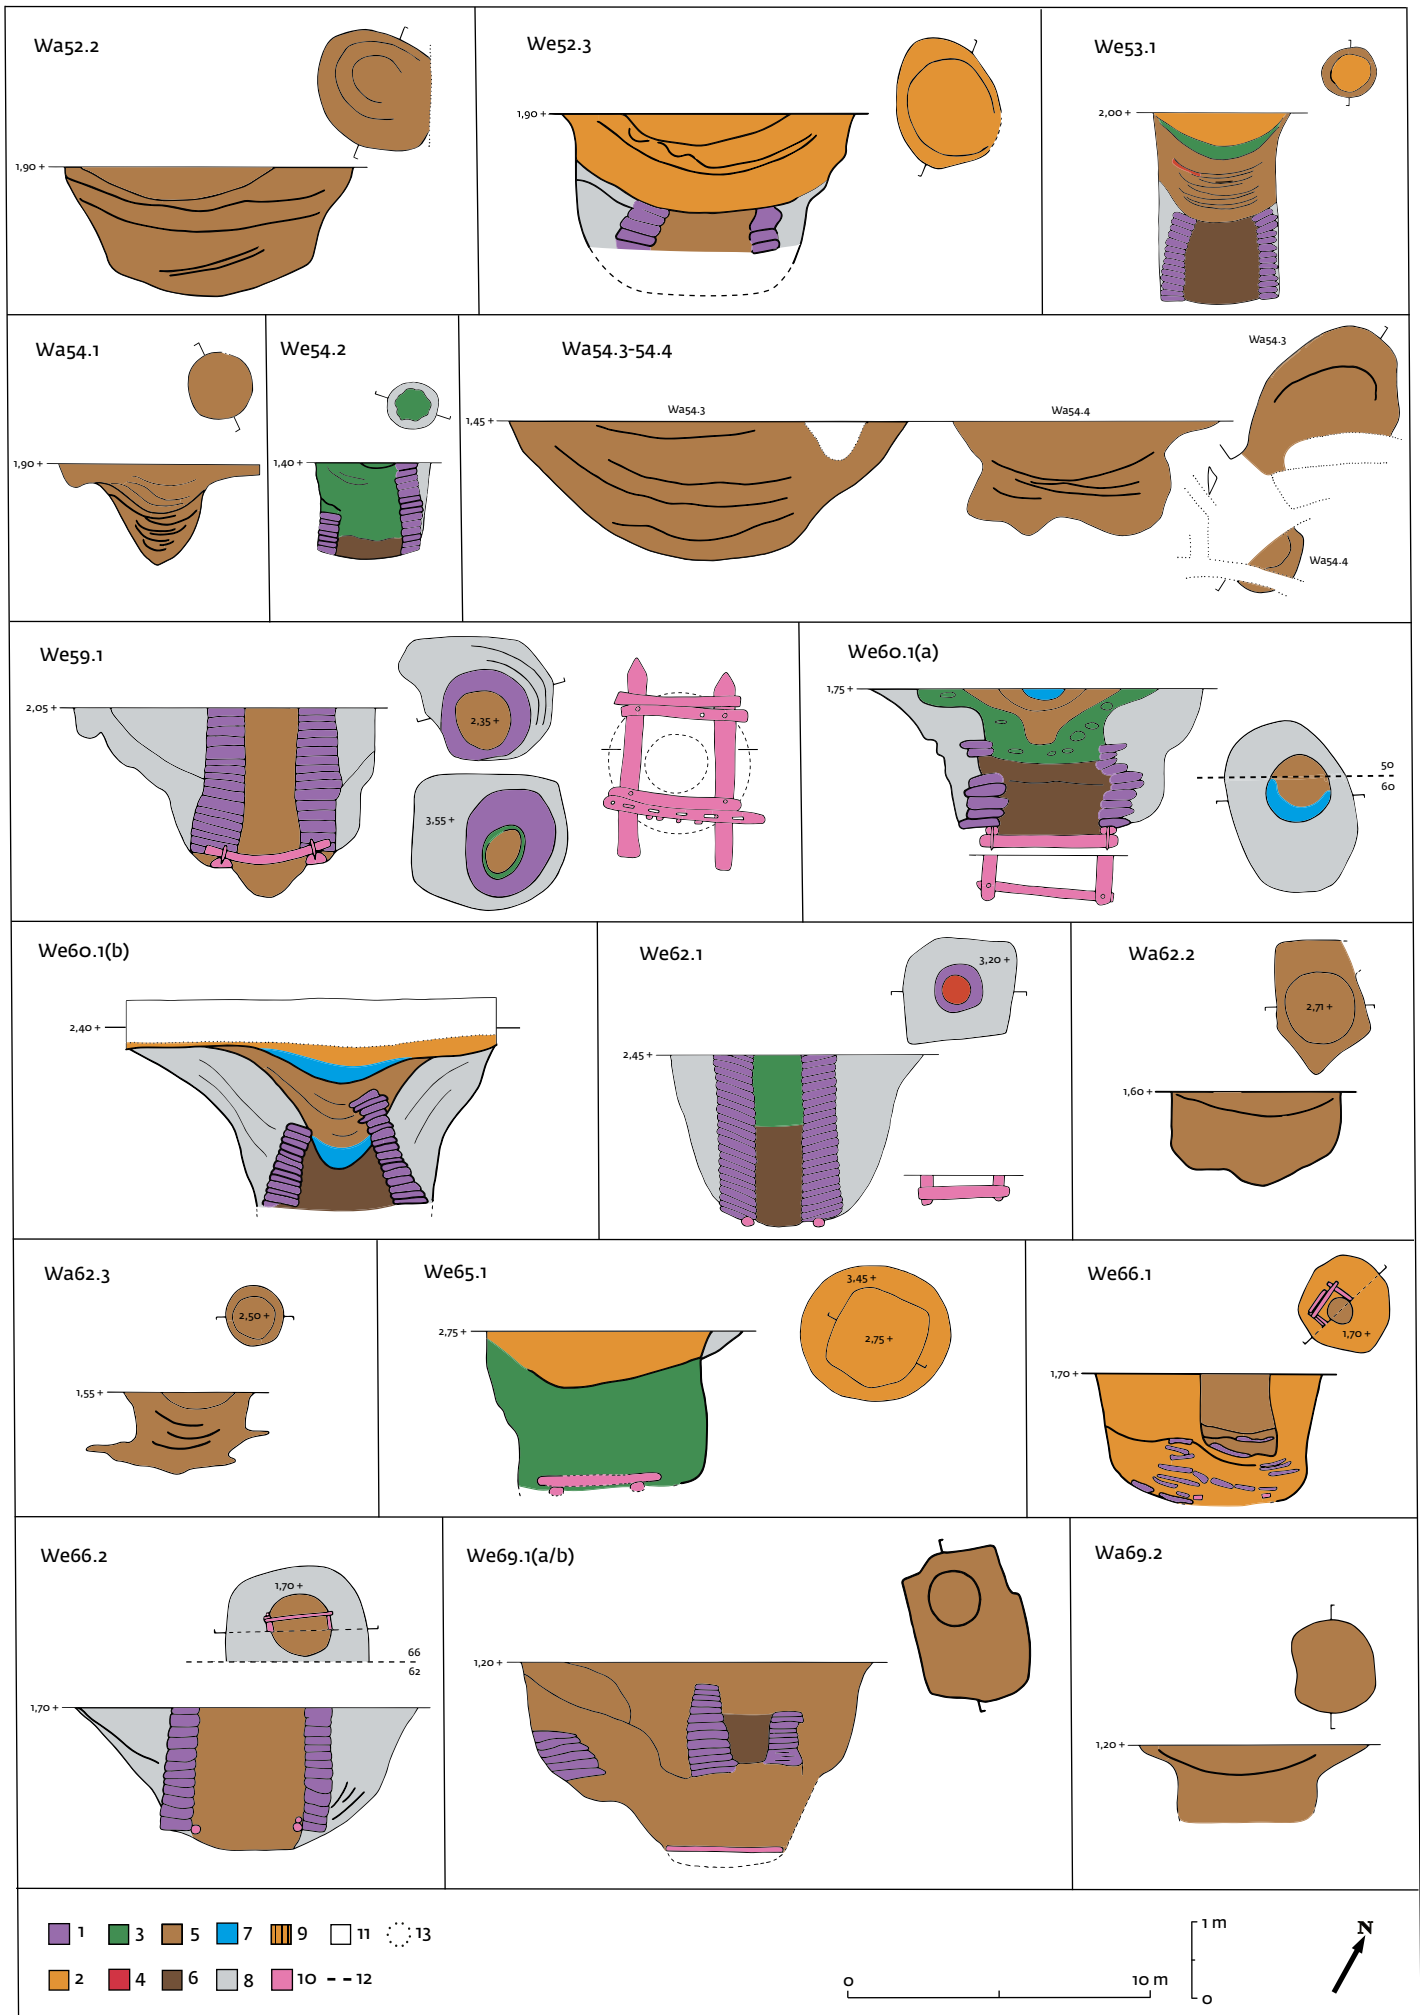 Wa52.2
1,90 +
We52.3
1,90 +
We53.1
2,00 +
Wa54.1
1,90 +
We54.2
1,40 +
Wa54.3-54.4
1,45 +
Wa54.3
Wa54.4
Wa54.3
Wa54.4
We59.1
2,05 +
2,35 +
3,55 +
We60.1(a)
1,75 +
50
60
We60.1(b)
2,40 +
We62.1
3,20 +
2,45 +
Wa62.2
2,71 +
1,60 +
Wa62.3
2,50 +
1,55 +
We65.1
3,45 +
2,75 +
2,75 +
We66.1
1,70 +
1,70 +
We66.2
1,70 +
66
62
1,70 +
We69.1(a/b)
1,20 +
Wa69.2
1,20 +
1 3 5 7 9 11 13
2 4 6 8 10 12
0 10 m
1 m
0
N